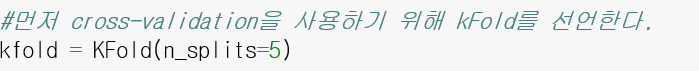 #먼저 cross-validation을 사용하기 위해 kFold를 선언한다.
kfold = KFold(n_splits=5)